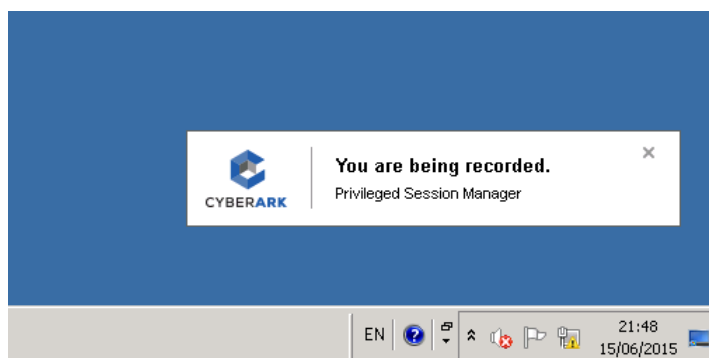 You are being recorded.
CYBERARK
Privileged Session Manager
EN
21:48
15/06/2015